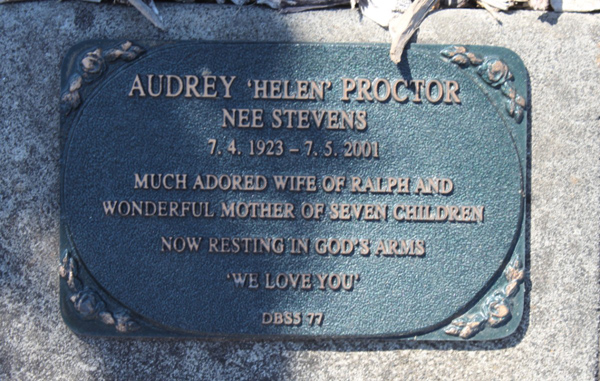 AUDREY 'HELEN' PROCTOR
NEE STEVENS
7. 4. 1923 – 7. 5. 2001
MUCH ADORED WIFE OF RALPH AND
WONDERFUL MOTHER OF SEVEN CHILDREN
NOW RESTING IN GOD'S ARMS
'WE LOVE YOU'
DBS5 77